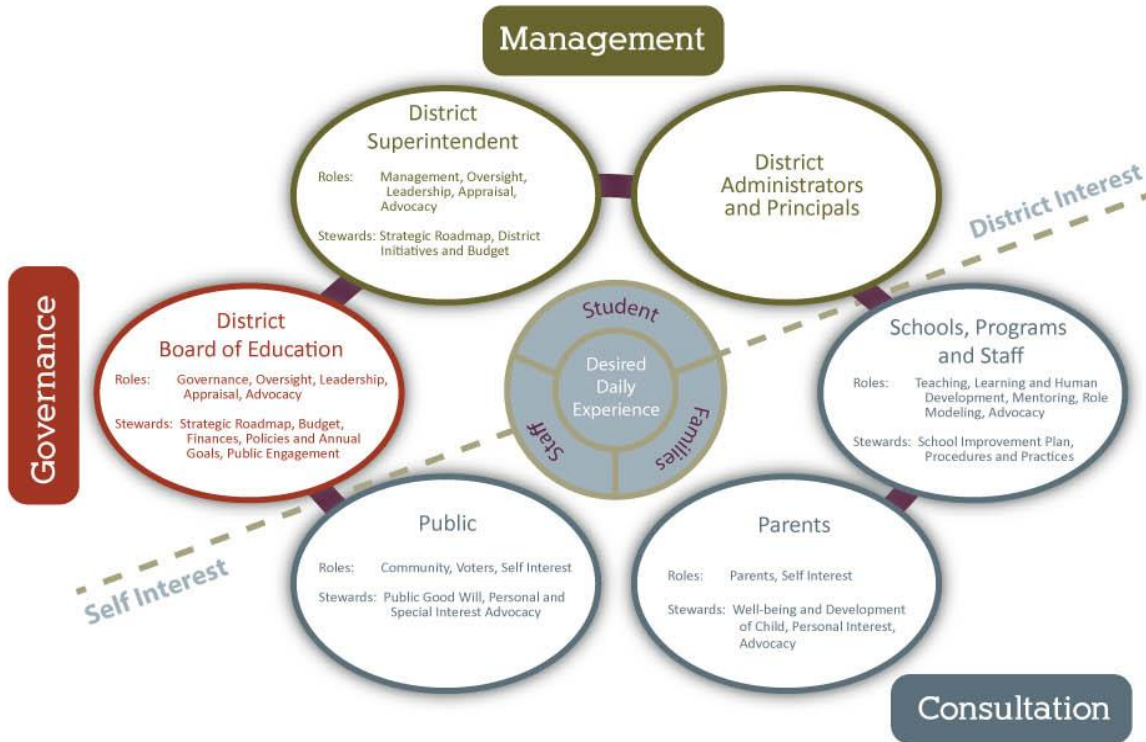 Management
District
Superintendent
Roles: Management, Oversight,
Leadership, Appraisal,
Advocacy
Stewards: Strategic Roadmap, District
Initiatives and Budget
District
Administrators
and Principals
District Interest
Governance
District
Board of Education
Roles: Governance, Oversight, Leadership,
Appraisal, Advocacy
Stewards: Strategic Roadmap, Budget,
Finances, Policies and Annual
Goals, Public Engagement
Student
Desired
Daily
Experience
Staff
Families
Schools, Programs
and Staff
Roles: Teaching, Learning and Human
Development, Mentoring, Role
Modeling, Advocacy
Stewards: School Improvement Plan,
Procedures and Practices
Self Interest
Public
Roles: Community, Voters, Self Interest
Stewards: Public Good Will, Personal and
Special Interest Advocacy
Parents
Roles: Parents, Self Interest
Stewards: Well-being and Development
of Child, Personal Interest,
Advocacy
Consultation